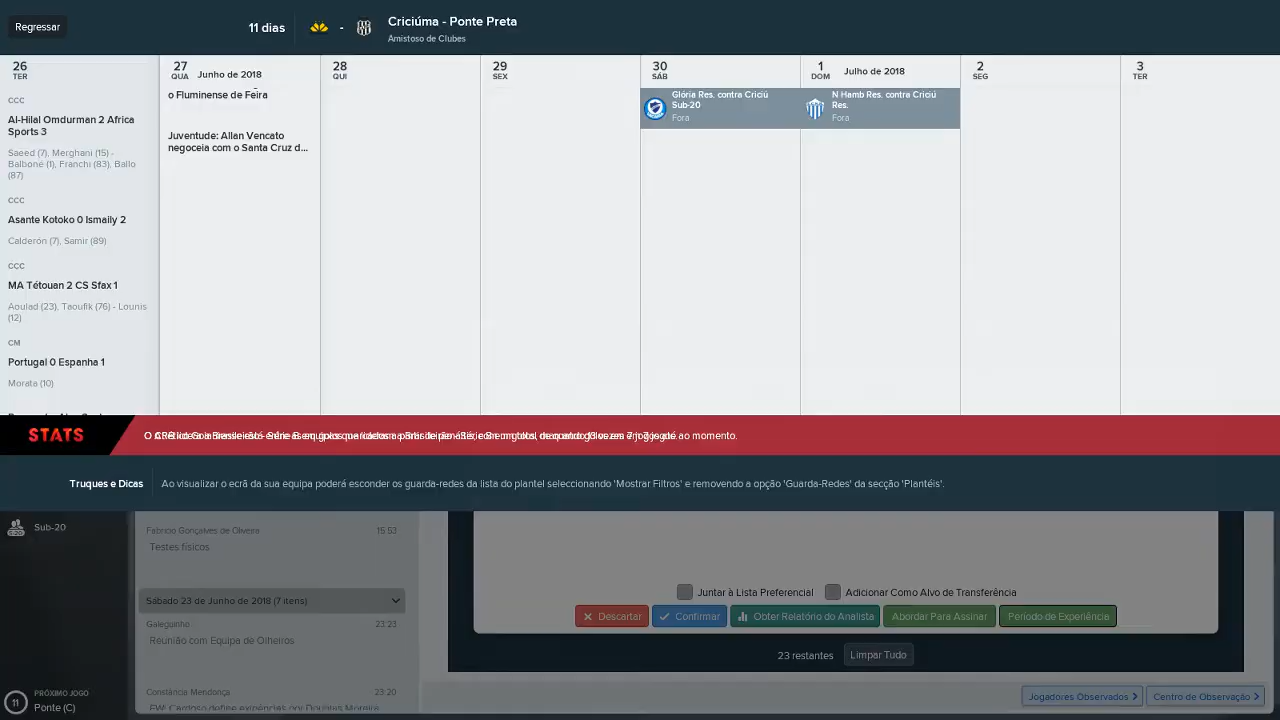 Regressar
11 dias
-
Criciúma - Ponte Preta
Amistoso de Clubes
26
TER
27
QUA
Junho de 2018
28
QUI
29
SEX
30
SÁB
1
DOM
Julho de 2018
2
SEG
3
TER
CCC
Al-Hilal Omdurman 2 Africa
Sports 3
Saeed (7), Merghani (15) -
Balboné (1), Franchi (83), Ballo
(87)
CCC
Asante Kotoko 0 Ismaily 2
Calderón (7), Samir (89)
CCC
MA Tétouan 2 CS Sfax 1
Aoulad (23), Taoufik (76) - Lounis
(12)
CM
Portugal 0 Espanha 1
Morata (10)
o Fluminense de Feira
Juventude: Allan Vencato
negoceia com o Santa Cruz d...
Glória Res. contra Criciú
Sub-20
Fora
N Hamb Res. contra Criciú
Res.
Fora
STATS
ao momento.
Truques e Dicas
Ao visualizar o ecrã da sua equipa poderá esconder os guarda-redes da lista do plantel seleccionando 'Mostrar Filtros' e removendo a opção 'Guarda-Redes' da secção 'Plantéis'.
Sub-20
Fabrício Gonçalves de Oliveira
15:53
Testes físicos
Sábado 23 de Junho de 2018 (7 itens)
Galeguinho
23:23
Reunião com Equipa de Olheiros
Constância Mendonça
23:20
FW: Cardoso define exigências por Douglas Moreira
Juntar à Lista Preferencial
Adicionar Como Alvo de Transferência
Descartar
Confirmar
Obter Relatório do Analista
Abordar Para Assinar
Período de Experiência
23 restantes
Limpar Tudo
Jogadores Observados
Centro de Observação
11
PRÓXIMO JOGO
Ponte (C)